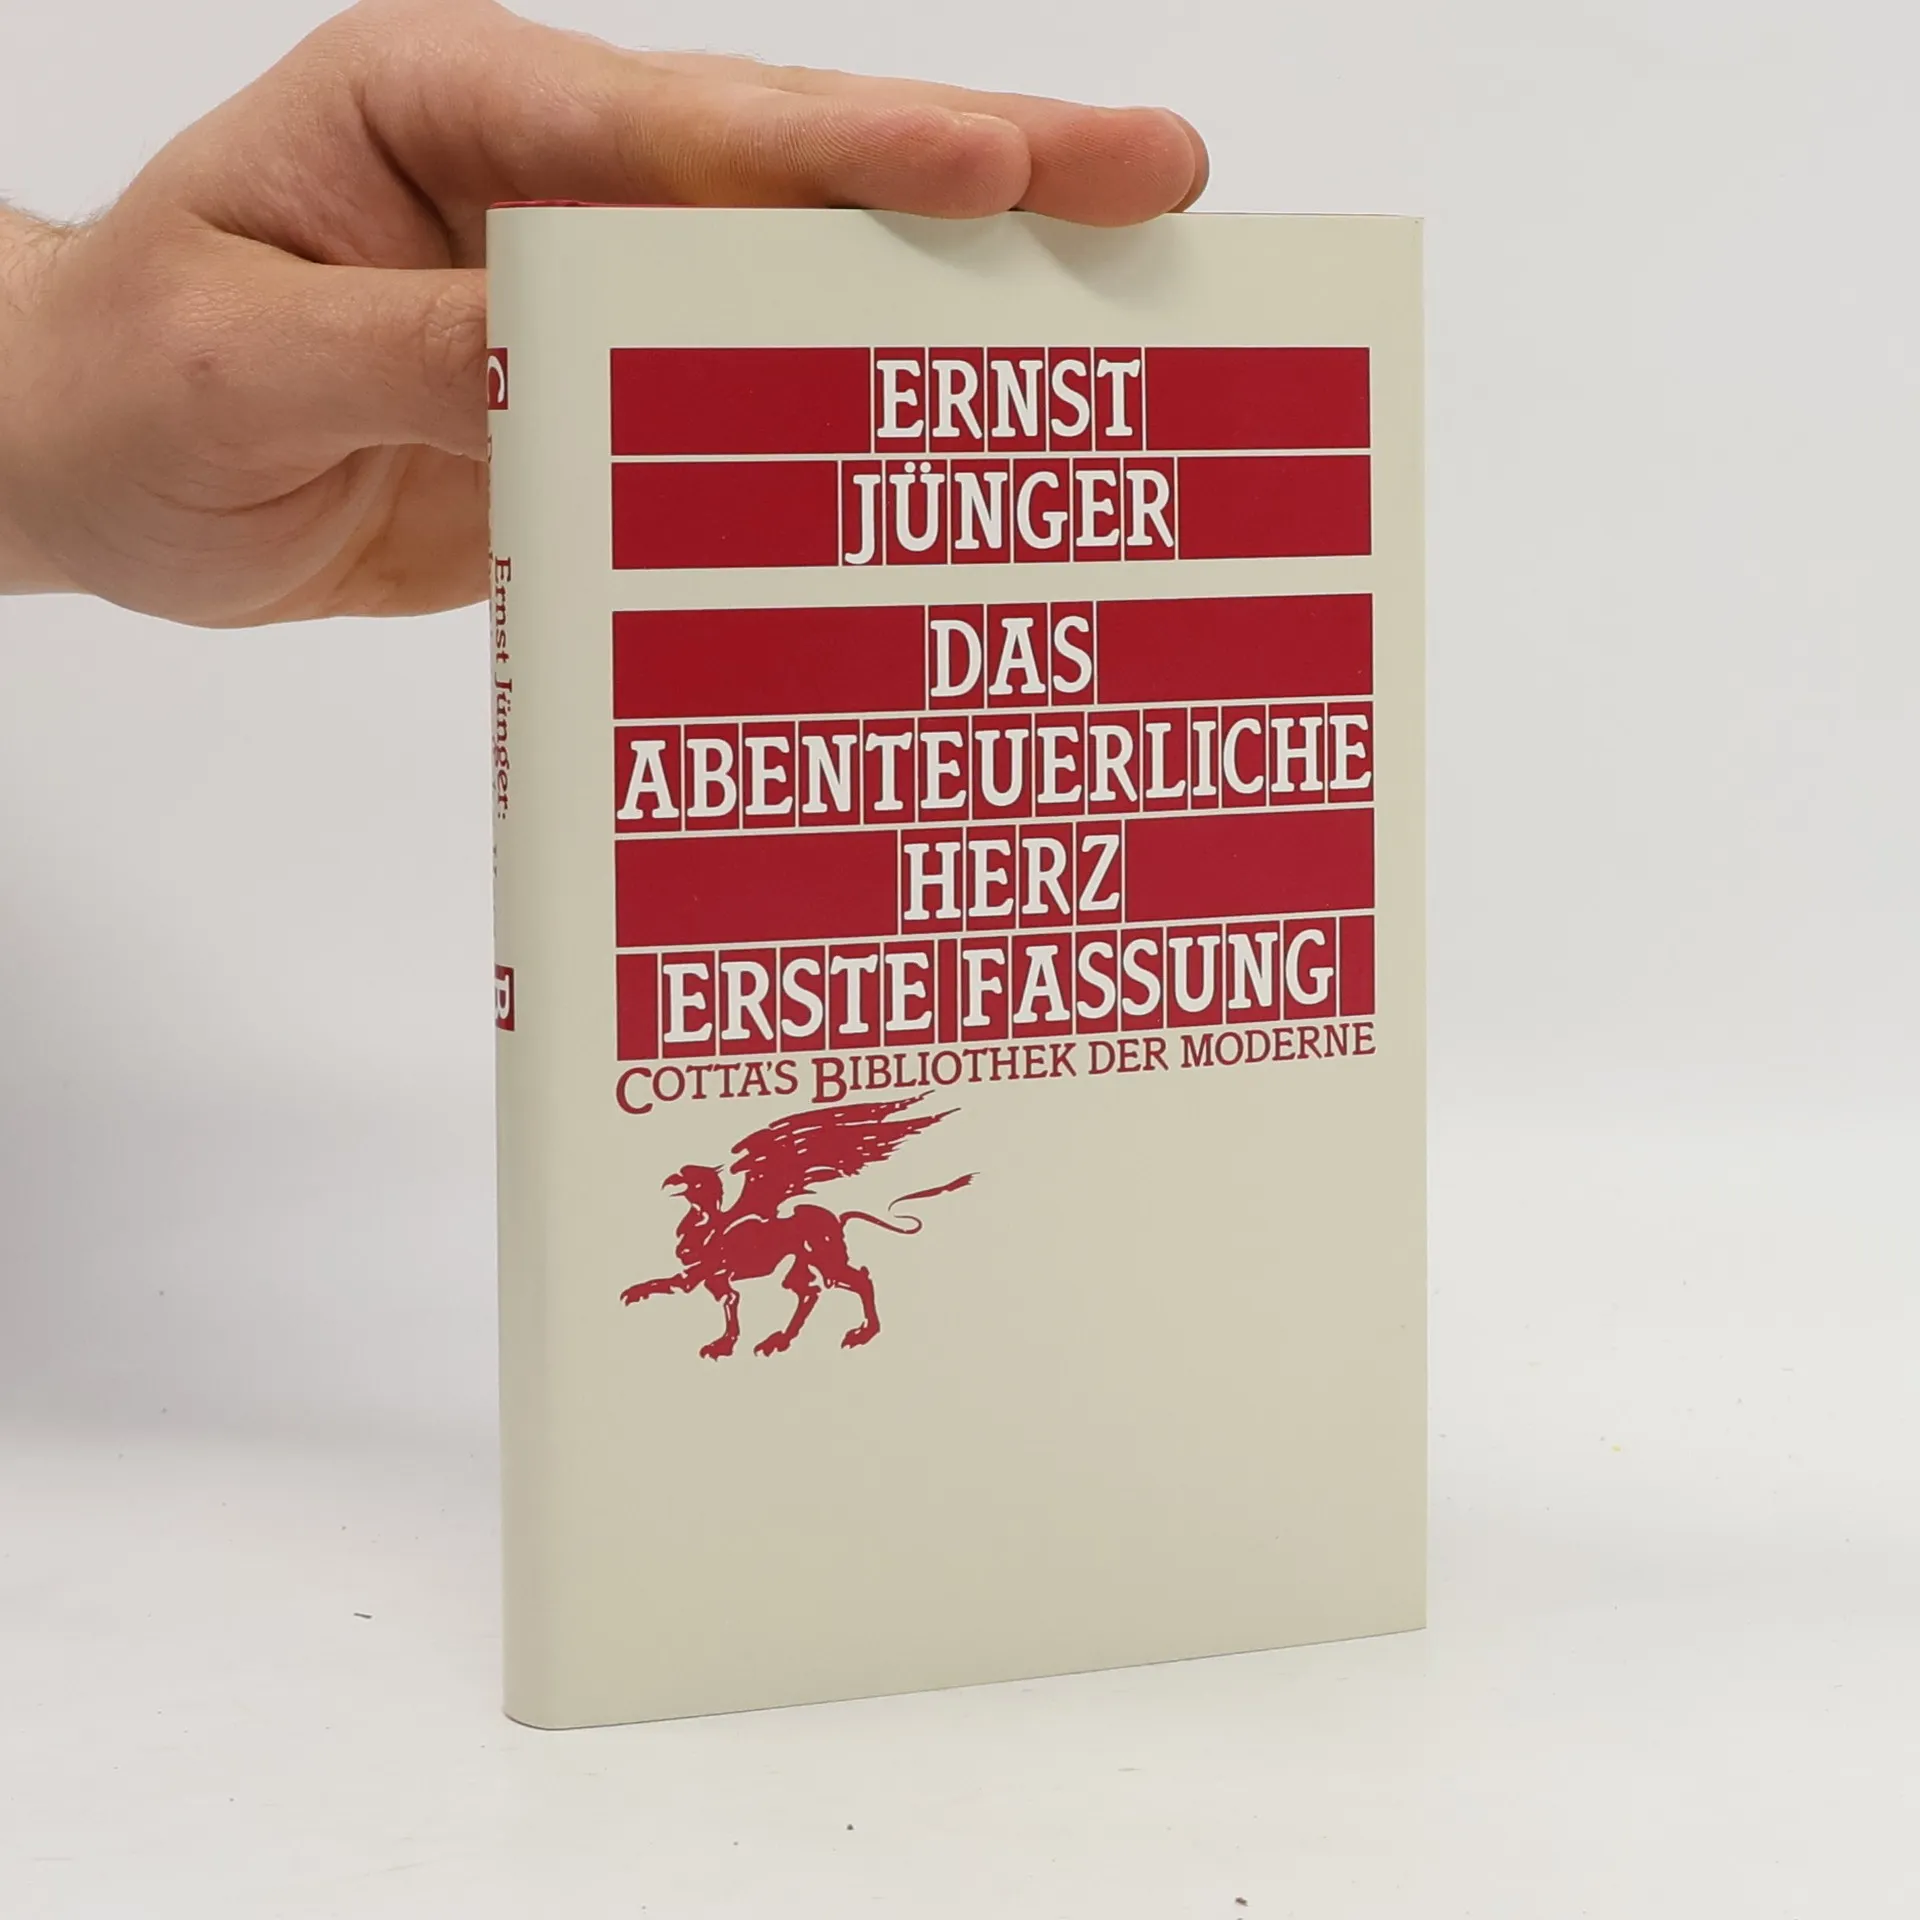 ERNST
JÜNGER
DAS
ABENTEUERLICHE
HERZ
ERSTE FASSUNG
COTTA'S BIBLIOTHEK DER MODERNE
C
Ernst Jünger:
B